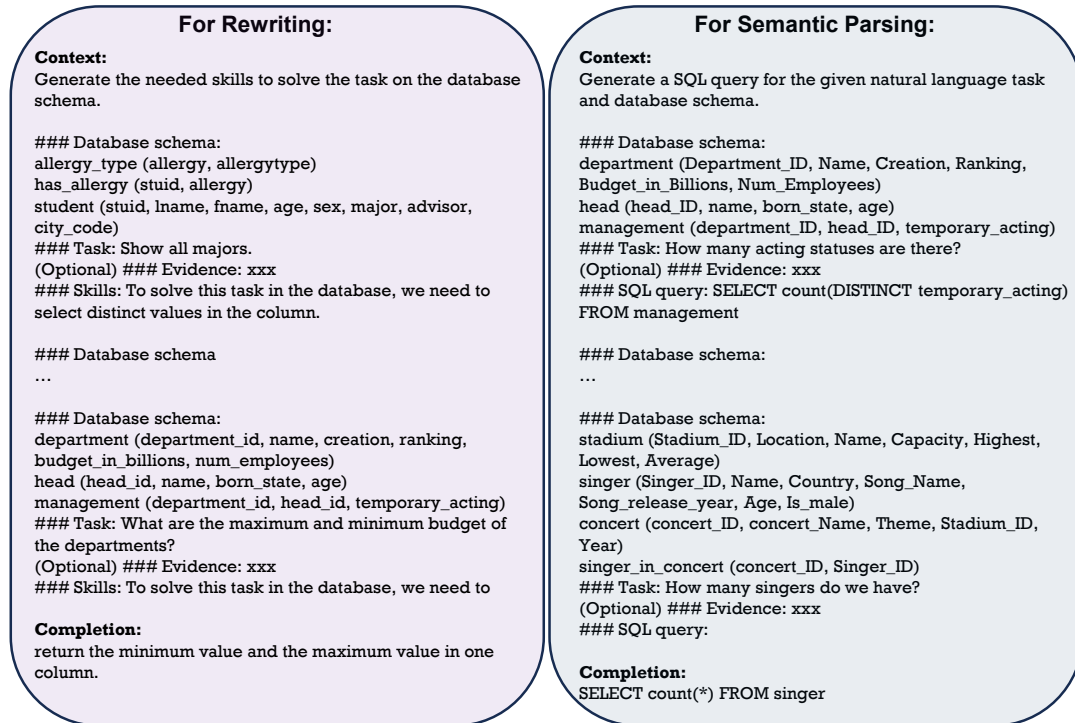 For Rewriting:
Context:
Generate the needed skills to solve the task on the database
schema.
### Database schema:
allergy_type (allergy, allergytype)
has_allergy (stuid, allergy)
student (stuid, lname, fname, age, sex, major, advisor,
city_code)
### Task: Show all majors.
(Optional) ### Evidence: xxx
### Skills: To solve this task in the database, we need to
select distinct values in the column.
### Database schema
…
### Database schema:
department (department_id, name, creation, ranking,
budget_in_billions, num_employees)
head (head_id, name, born_state, age)
management (department_id, head_id, temporary_acting)
### Task: What are the maximum and minimum budget of
the departments?
(Optional) ### Evidence: xxx
### Skills: To solve this task in the database, we need to
Completion:
return the minimum value and the maximum value in one
column.
For Semantic Parsing:
Context:
Generate a SQL query for the given natural language task
and database schema.
### Database schema:
department (Department_ID, Name, Creation, Ranking,
Budget_in_Billions, Num_Employees)
head (head_ID, name, born_state, age)
management (department_ID, head_ID, temporary_acting)
### Task: How many acting statuses are there?
(Optional) ### Evidence: xxx
### SQL query: SELECT count(DISTINCT temporary_acting)
FROM management
### Database schema:
…
### Database schema:
stadium (Stadium_ID, Location, Name, Capacity, Highest,
Lowest, Average)
singer (Singer_ID, Name, Country, Song_Name,
Song_release_year, Age, Is_male)
concert (concert_ID, concert_Name, Theme, Stadium_ID,
Year)
singer_in_concert (concert_ID, Singer_ID)
### Task: How many singers do we have?
(Optional) ### Evidence: xxx
### SQL query:
Completion:
SELECT count(*) FROM singer